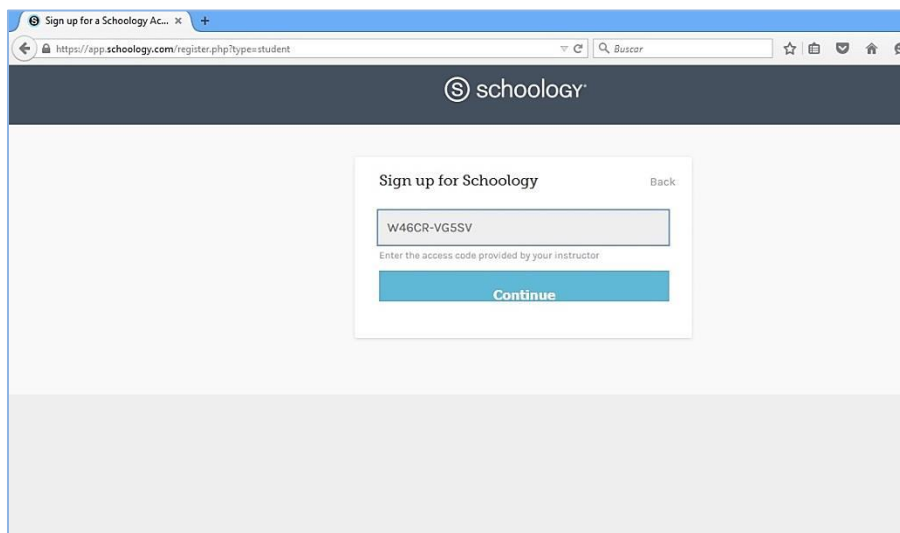 Sign up for a Schoology Ac...
https://app.schoology.com/register.php?type=student
Buscar
schoology
Sign up for Schoology
Back
W46CR-VG5SV
Enter the access code provided by your instructor
Continue